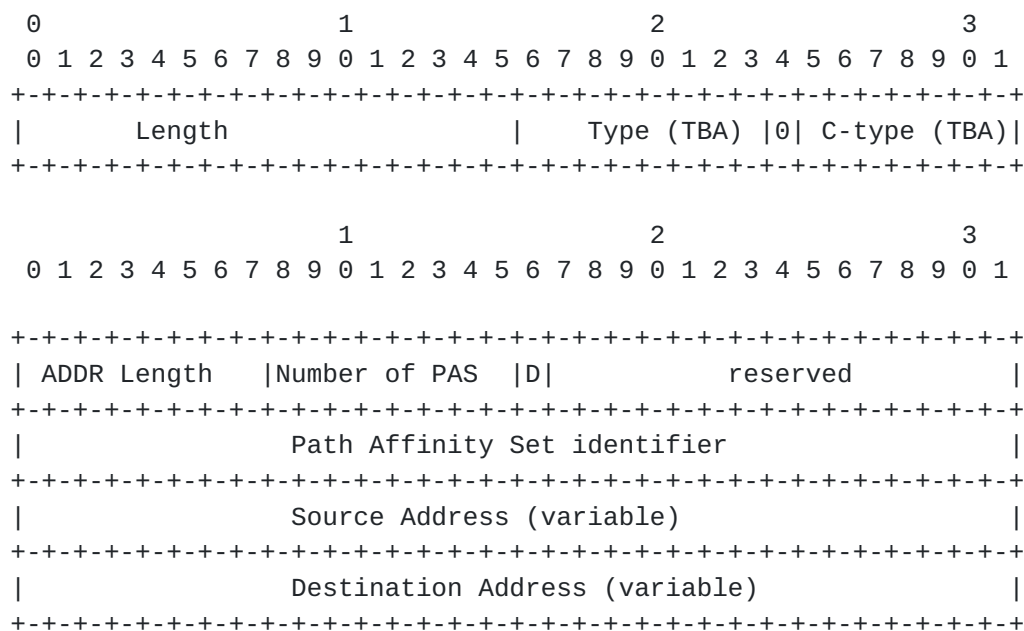 0                   1                   2                   3
 0 1 2 3 4 5 6 7 8 9 0 1 2 3 4 5 6 7 8 9 0 1 2 3 4 5 6 7 8 9 0 1
+-+-+-+-+-+-+-+-+-+-+-+-+-+-+-+-+-+-+-+-+-+-+-+-+-+-+-+-+-+-+-+-+
|       Length                  |    Type (TBA) |0| C-type (TBA)|
+-+-+-+-+-+-+-+-+-+-+-+-+-+-+-+-+-+-+-+-+-+-+-+-+-+-+-+-+-+-+-+-+
                     1                   2                   3
 0 1 2 3 4 5 6 7 8 9 0 1 2 3 4 5 6 7 8 9 0 1 2 3 4 5 6 7 8 9 0 1
+-+-+-+-+-+-+-+-+-+-+-+-+-+-+-+-+-+-+-+-+-+-+-+-+-+-+-+-+-+-+-+-+
| ADDR Length   |Number of PAS  |D|           reserved          |
+-+-+-+-+-+-+-+-+-+-+-+-+-+-+-+-+-+-+-+-+-+-+-+-+-+-+-+-+-+-+-+-+
|                 Path Affinity Set identifier                  |
+-+-+-+-+-+-+-+-+-+-+-+-+-+-+-+-+-+-+-+-+-+-+-+-+-+-+-+-+-+-+-+-+
|                 Source Address (variable)                     |
+-+-+-+-+-+-+-+-+-+-+-+-+-+-+-+-+-+-+-+-+-+-+-+-+-+-+-+-+-+-+-+-+
|                 Destination Address (variable)                |
+-+-+-+-+-+-+-+-+-+-+-+-+-+-+-+-+-+-+-+-+-+-+-+-+-+-+-+-+-+-+-+-+